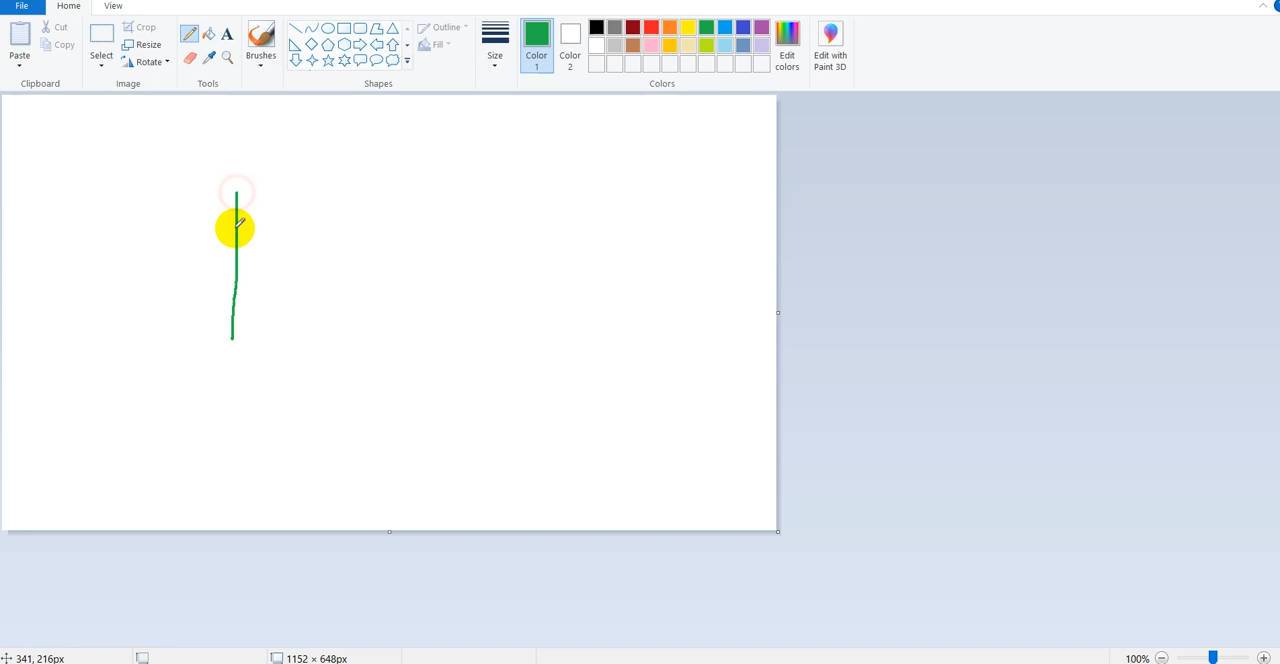 File Home View
Paste Cut Copy
Clipboard
Select Crop Resize Rotate
Image
A
Tools
Brushes
Outline Fill
Shapes
Size
Color 1 Color 2
Edit colors
Colors
Edit with Paint 3D
341, 216px 1152 × 648px 100%